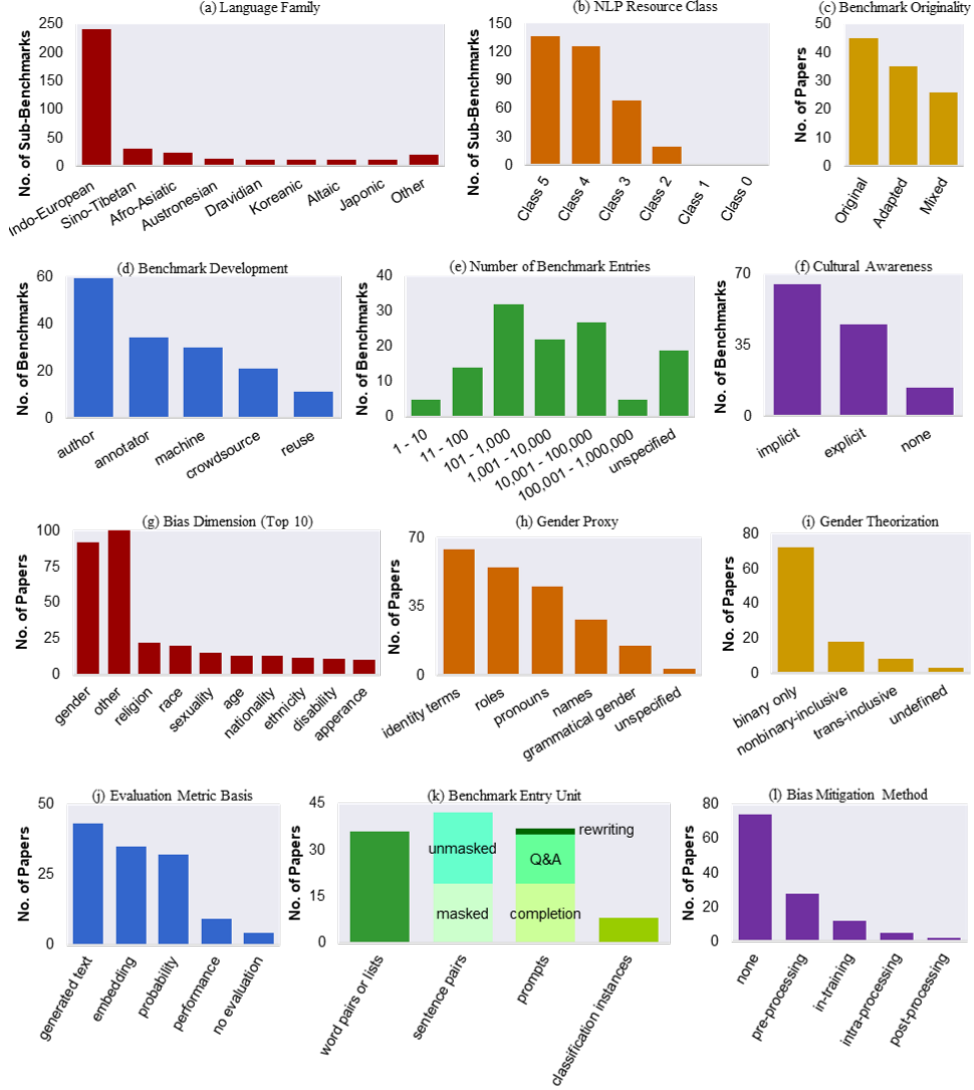 (a) Language Family
No. of Sub-Benchmarks
250
200
150
100
50
0
Indo-European
Sino-Tibetan
Afro-Asiatic
Austronesian
Dravidian
Koreanic
Altaic
Japonic
Other
(b) NLP Resource Class
No. of Sub-Benchmarks
150
120
90
60
30
0
Class 5
Class 4
Class 3
Class 2
Class 1
Class 0
(c) Benchmark Originality
No. of Papers
50
40
30
20
10
0
Original
Adapted
Mixed
(d) Benchmark Development
No. of Benchmarks
60
40
20
0
author
annotator
machine
crowdsource
reuse
(e) Number of Benchmark Entries
No. of Benchmarks
40
30
20
10
0
1 - 10
11 - 100
101 - 1,000
1,001 - 10,000
10,001 - 100,000
100,001 - 1,000,000
unspecified
(f) Cultural Awareness
No. of Benchmarks
70
35
0
implicit
explicit
none
(g) Bias Dimension (Top 10)
No. of Papers
100
75
50
25
0
gender
other
religion
race
sexuality
age
nationality
ethnicity
disability
apperance
(h) Gender Proxy
No. of Papers
70
35
0
identity terms
roles
pronouns
names
grammatical gender
unspecified
(i) Gender Theorization
No. of Papers
80
60
40
20
0
binary only
nonbinary-inclusive
trans-inclusive
undefined
(j) Evaluation Metric Basis
No. of Papers
50
25
0
generated text
embedding
probability
performance
no evaluation
(k) Benchmark Entry Unit
No. of Papers
45
30
15
0
unmasked
masked
rewriting
Q&A
completion
word pairs or lists
sentence pairs
prompts
classification instances
(l) Bias Mitigation Method
No. of Papers
80
60
40
20
0
none
pre-processing
in-training
intra-processing
post-processing